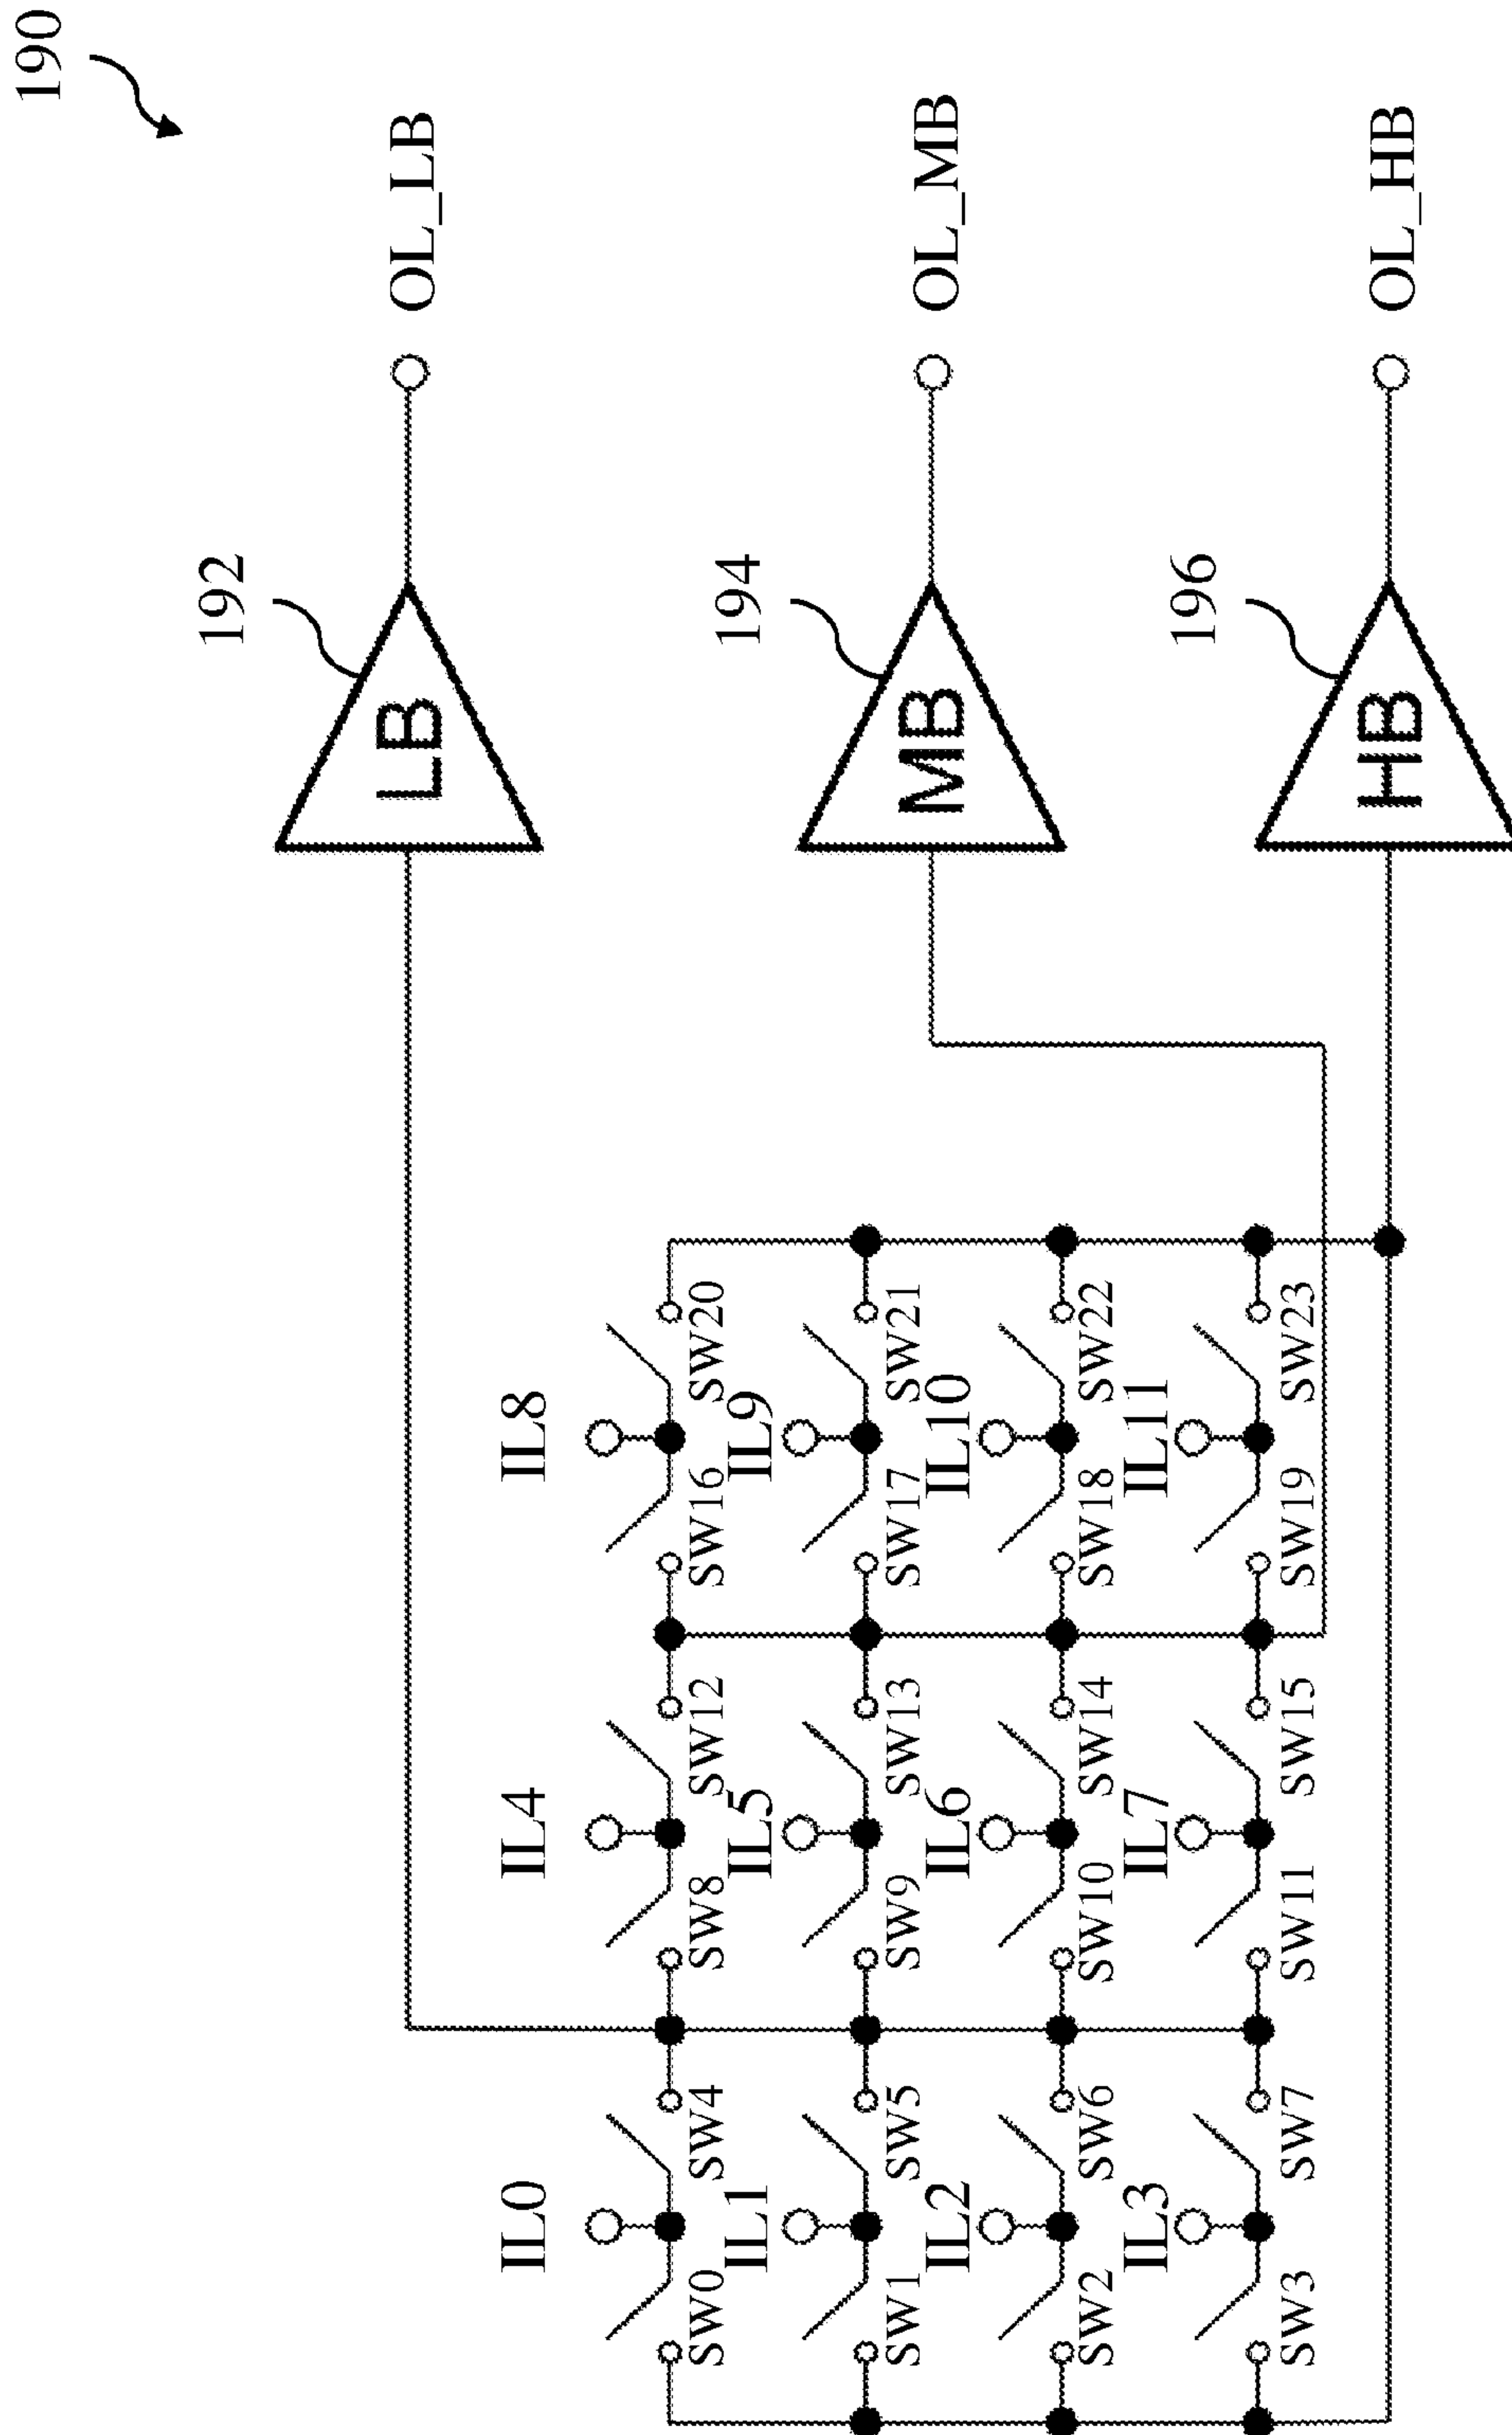 190
192
LB
OL_LB
194
MB
OL_MB
196
HB
OL_HB
IL0
IL4
IL8
SW0
SW4
SW8
SW12
SW16
SW20
IL1
IL5
IL9
SW1
SW5
SW9
SW13
SW17
SW21
IL2
IL6
IL10
SW2
SW6
SW10
SW14
SW18
SW22
IL3
IL7
IL11
SW3
SW7
SW11
SW15
SW19
SW23